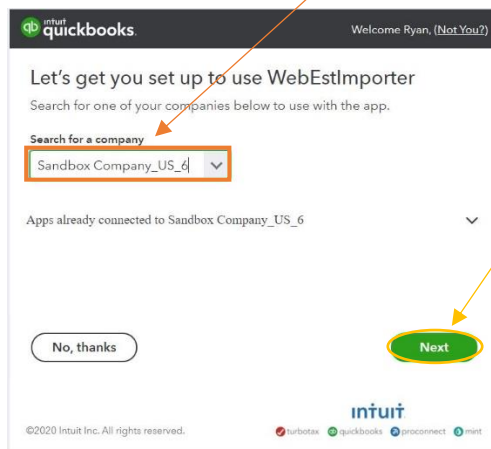 intuit
qb quickbooks.
Welcome Ryan, (Not You?)
Let's get you set up to use WebEstImporter
Search for one of your companies below to use with the app.
Search for a company
Sandbox Company_US_6
Apps already connected to Sandbox Company_US_6
No, thanks
Next
intuit
©2020 Intuit Inc. All rights reserved.
turbotax quickbooks proconnect mint